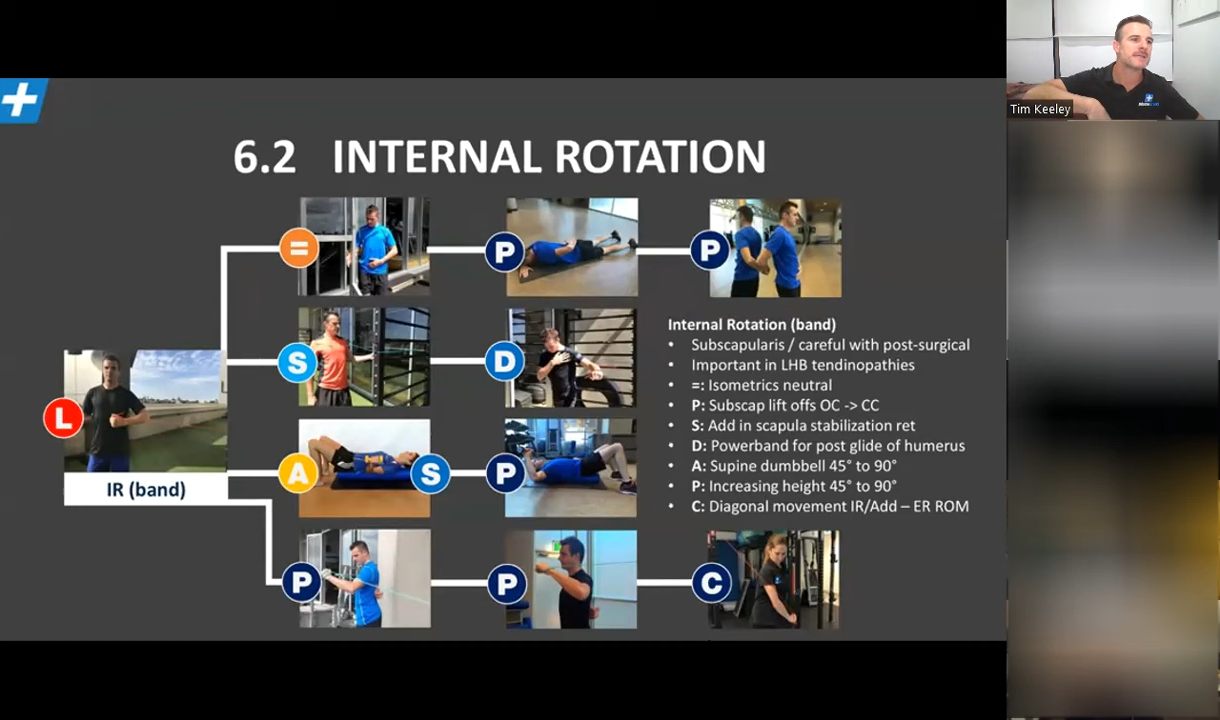 Tim Keeley
6.2 INTERNAL ROTATION
=
P
P
S
D
A
S
P
P
P
C
L
IR (band)
Internal Rotation (band)
• Subscapularis / careful with post-surgical
• Important in LHB tendinopathies
• =: Isometrics neutral
• P: Subscap lift offs OC -> CC
• S: Add in scapula stabilization ret
• D: Powerband for post glide of humerus
• A: Supine dumbbell 45° to 90°
• P: Increasing height 45° to 90°
• C: Diagonal movement IR/Add – ER ROM